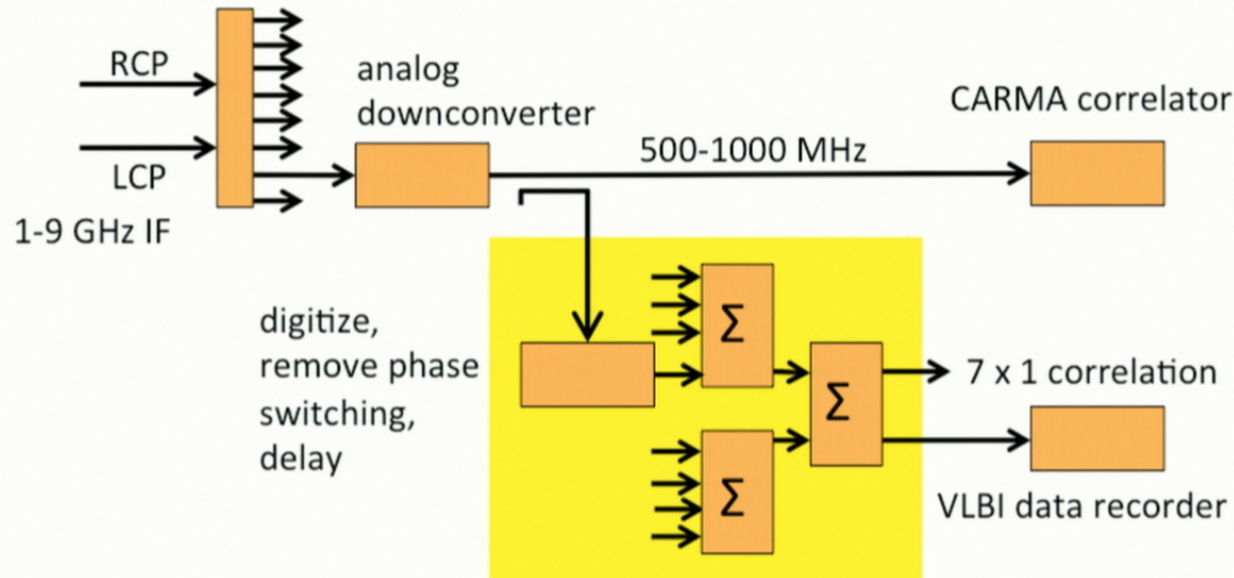 RCP
LCP
1-9 GHz IF
analog
downconverter
500-1000 MHz
CARMA correlator
digitize,
remove phase
switching,
delay
Σ
Σ
Σ
7 x 1 correlation
VLBI data recorder